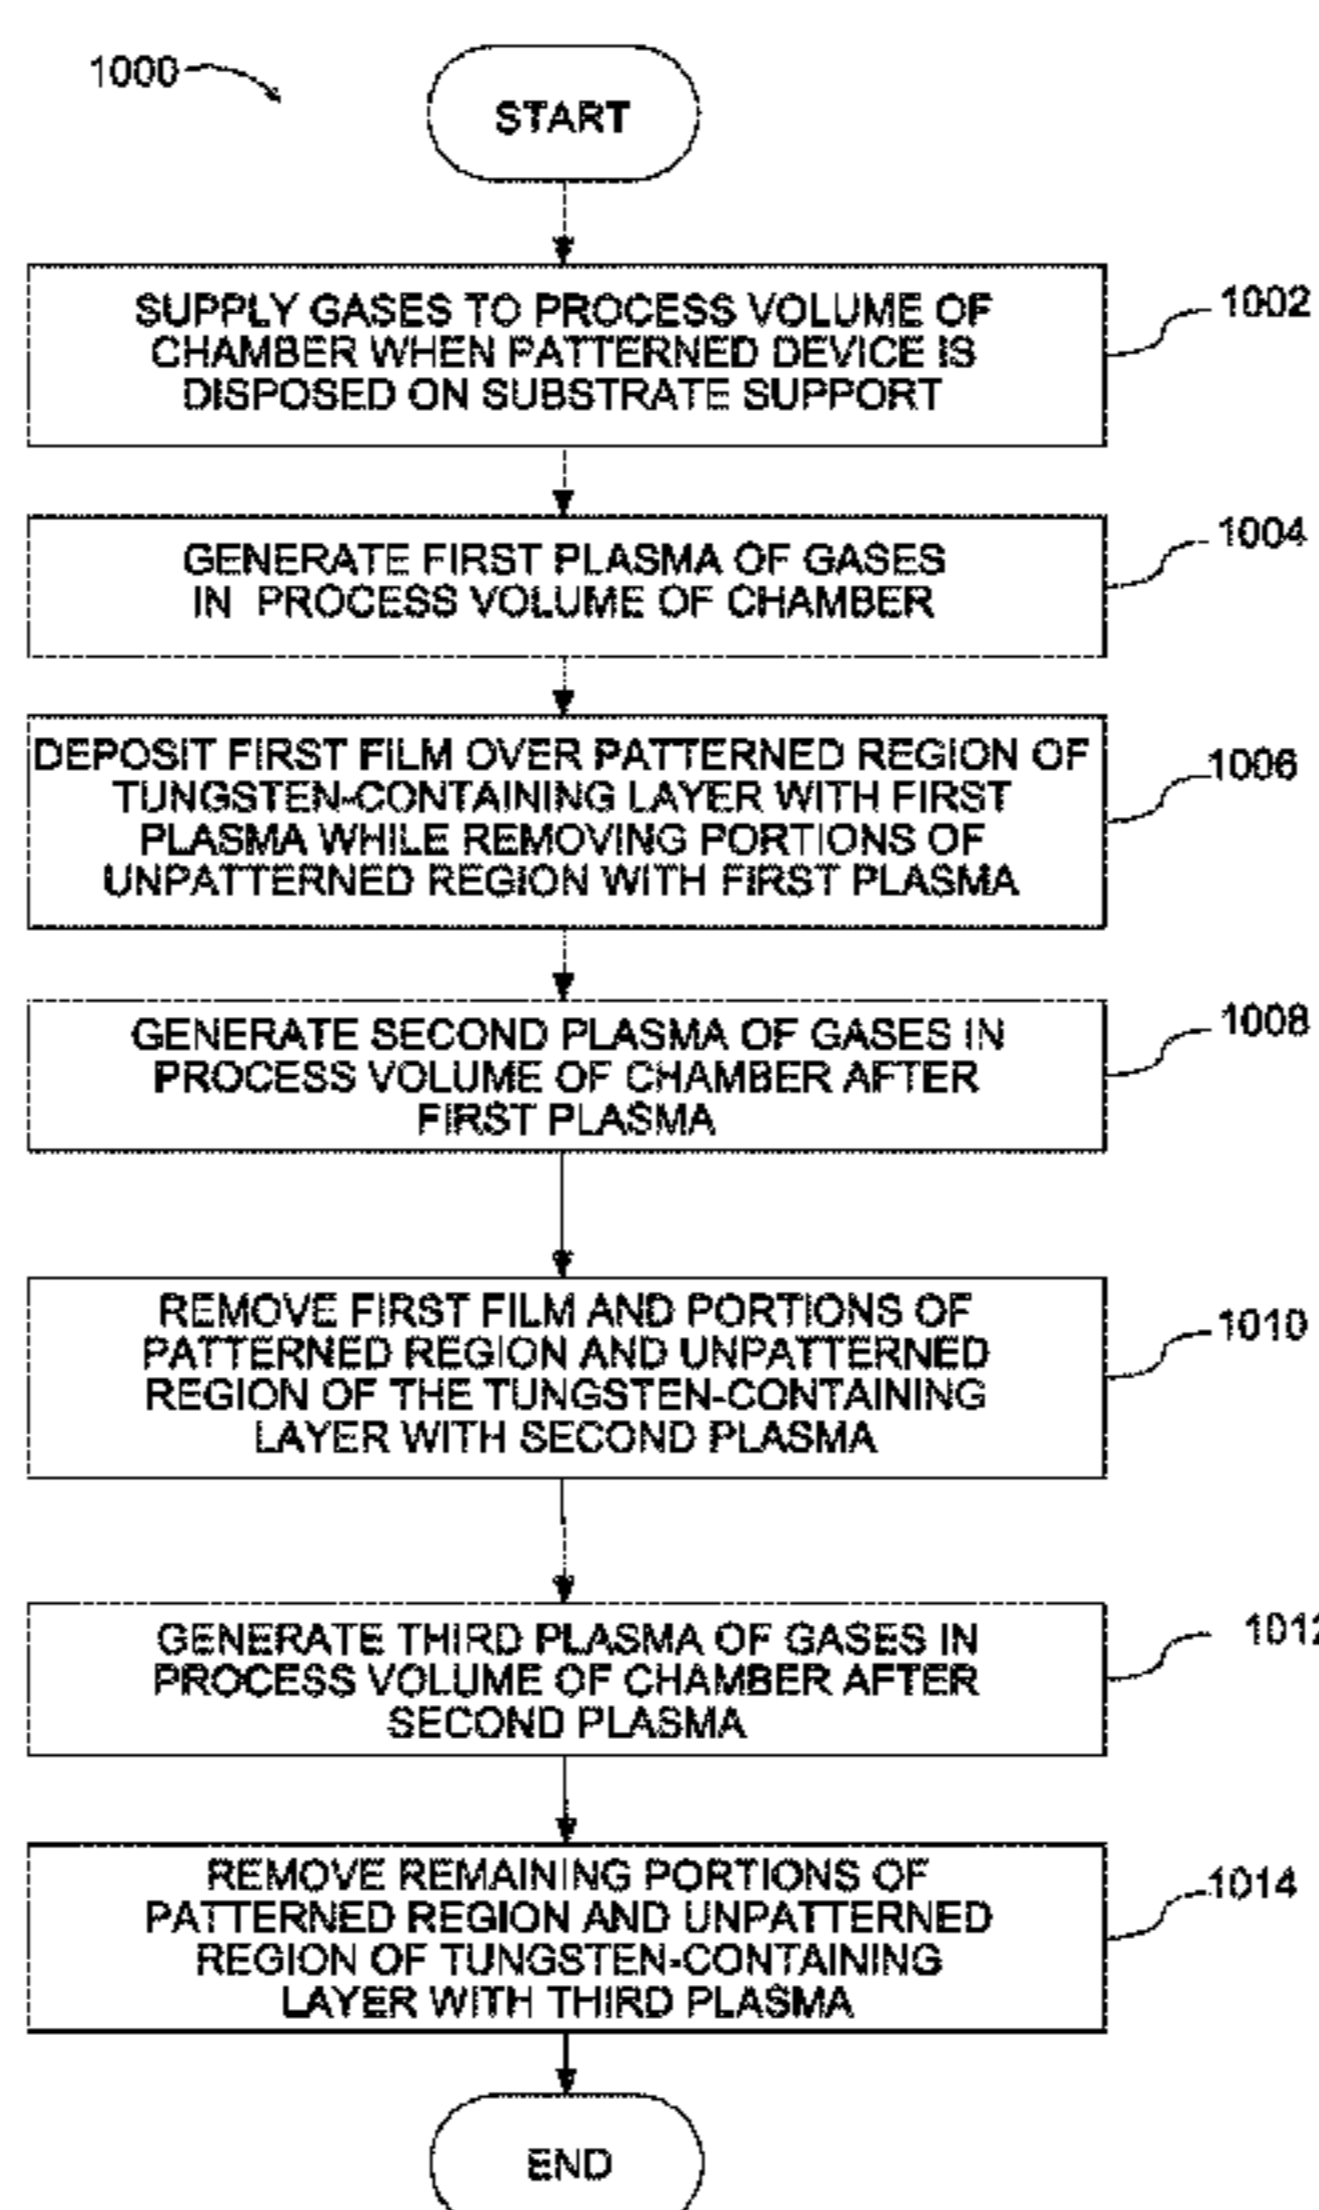 1000
START
SUPPLY GASES TO PROCESS VOLUME OF
CHAMBER WHEN PATTERNED DEVICE IS
DISPOSED ON SUBSTRATE SUPPORT
1002
GENERATE FIRST PLASMA OF GASES
IN PROCESS VOLUME OF CHAMBER
1004
DEPOSIT FIRST FILM OVER PATTERNED REGION OF
TUNGSTEN-CONTAINING LAYER WITH FIRST
PLASMA WHILE REMOVING PORTIONS OF
UNPATTERNED REGION WITH FIRST PLASMA
1006
GENERATE SECOND PLASMA OF GASES IN
PROCESS VOLUME OF CHAMBER AFTER
FIRST PLASMA
1008
REMOVE FIRST FILM AND PORTIONS OF
PATTERNED REGION AND UNPATTERNED
REGION OF THE TUNGSTEN-CONTAINING
LAYER WITH SECOND PLASMA
1010
GENERATE THIRD PLASMA OF GASES IN
PROCESS VOLUME OF CHAMBER AFTER
SECOND PLASMA
1012
REMOVE REMAINING PORTIONS OF
PATTERNED REGION AND UNPATTERNED
REGION OF TUNGSTEN-CONTAINING
LAYER WITH THIRD PLASMA
1014
END